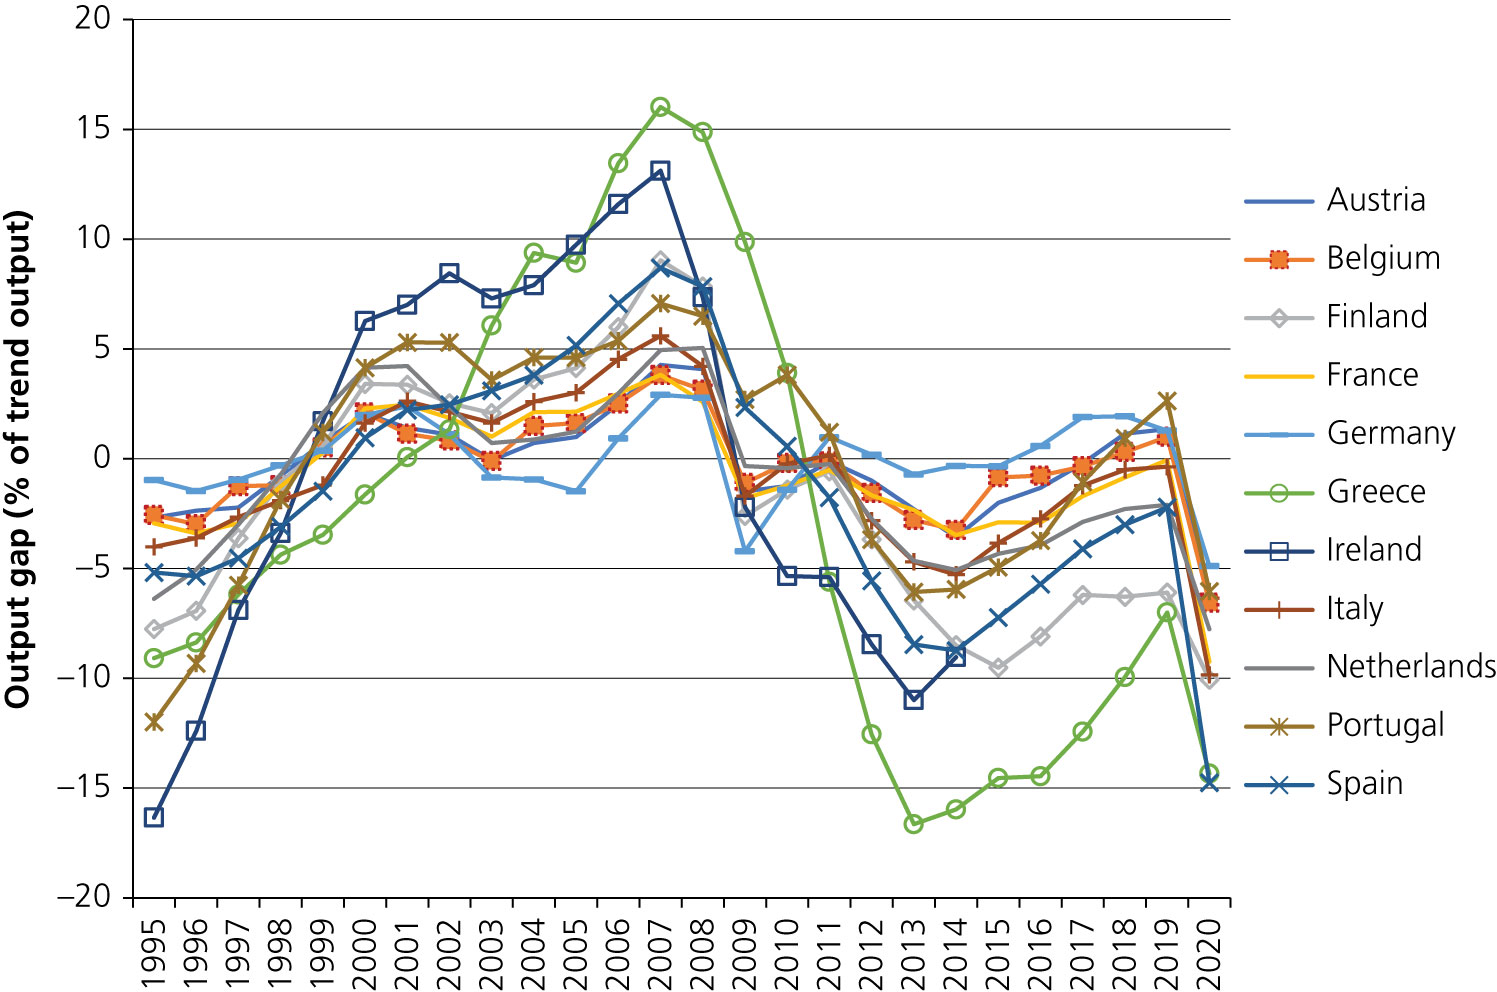 Output gap (% of trend output)
20
15
10
5
0
−5
−10
−15
−20
1995
1996
1997
1998
1999
2000
2001
2002
2003
2004
2005
2006
2007
2008
2009
2010
2011
2012
2013
2014
2015
2016
2017
2018
2019
2020
Austria
Belgium
Finland
France
Germany
Greece
Ireland
Italy
Netherlands
Portugal
Spain